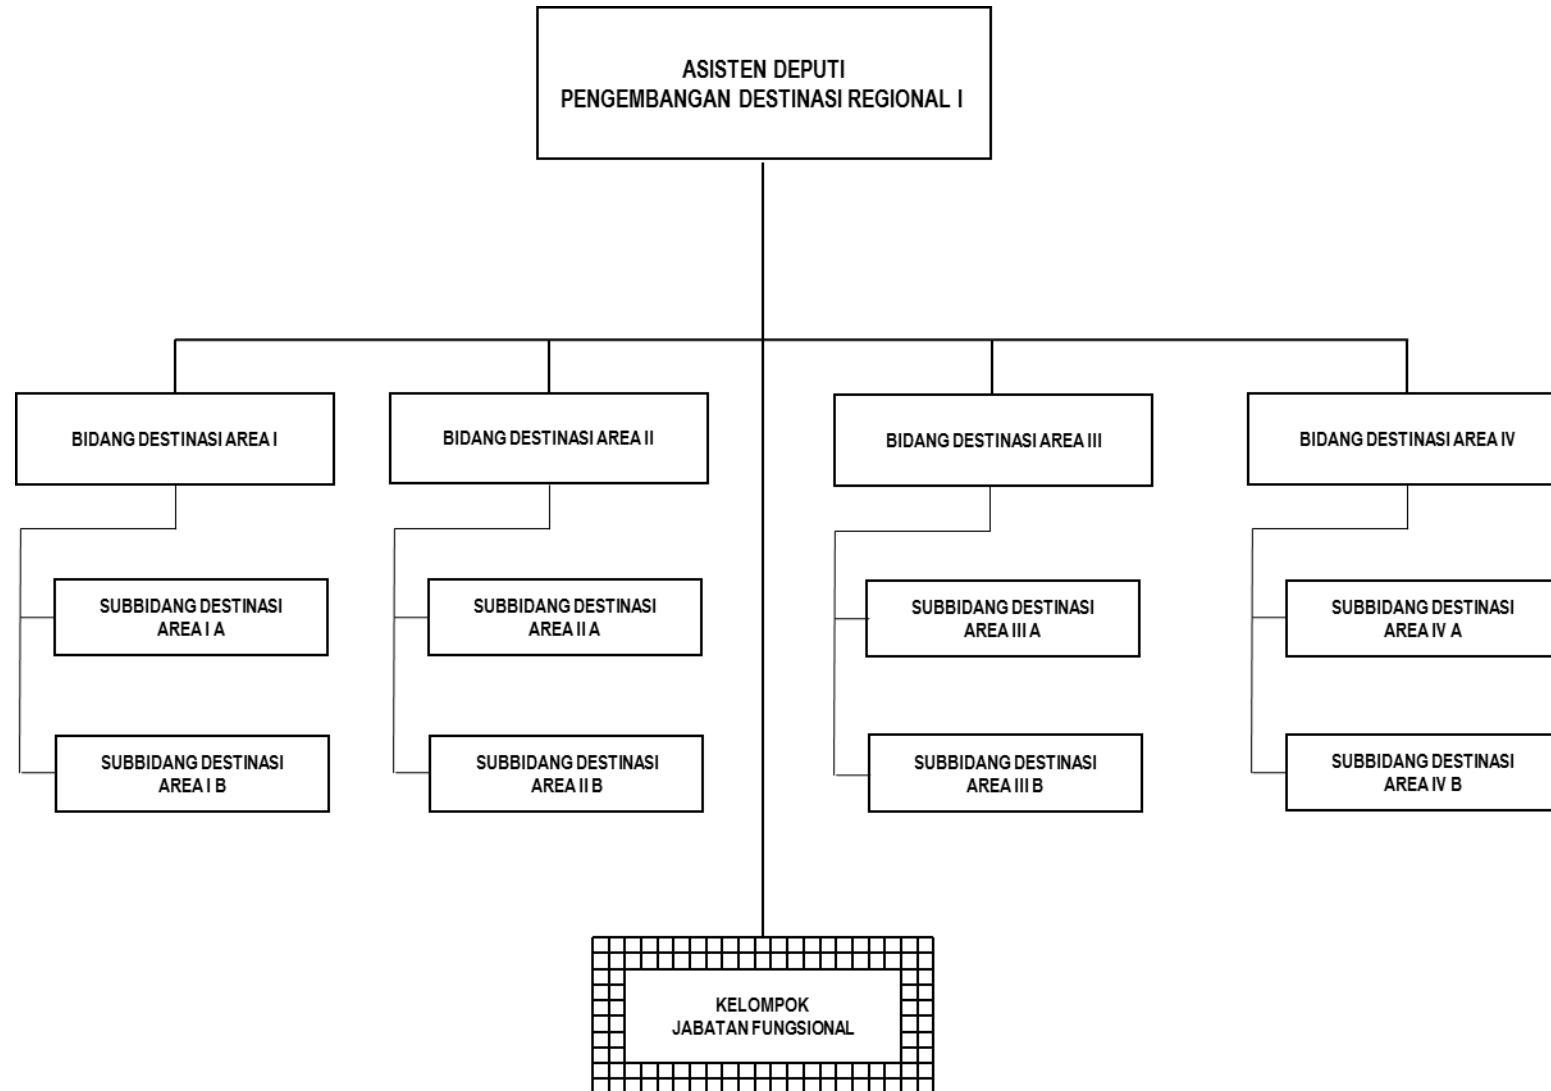 ASISTEN DEPUTI
PENGEMBANGAN DESTINASI REGIONAL I
BIDANG DESTINASI AREA I
BIDANG DESTINASI AREA II
BIDANG DESTINASI AREA III
BIDANG DESTINASI AREA IV
SUBBIDANG DESTINASI
AREA I A
SUBBIDANG DESTINASI
AREA II A
SUBBIDANG DESTINASI
AREA III A
SUBBIDANG DESTINASI
AREA IV A
SUBBIDANG DESTINASI
AREA I B
SUBBIDANG DESTINASI
AREA II B
SUBBIDANG DESTINASI
AREA III B
SUBBIDANG DESTINASI
AREA IV B
KELOMPOK
JABATAN FUNGSIONAL